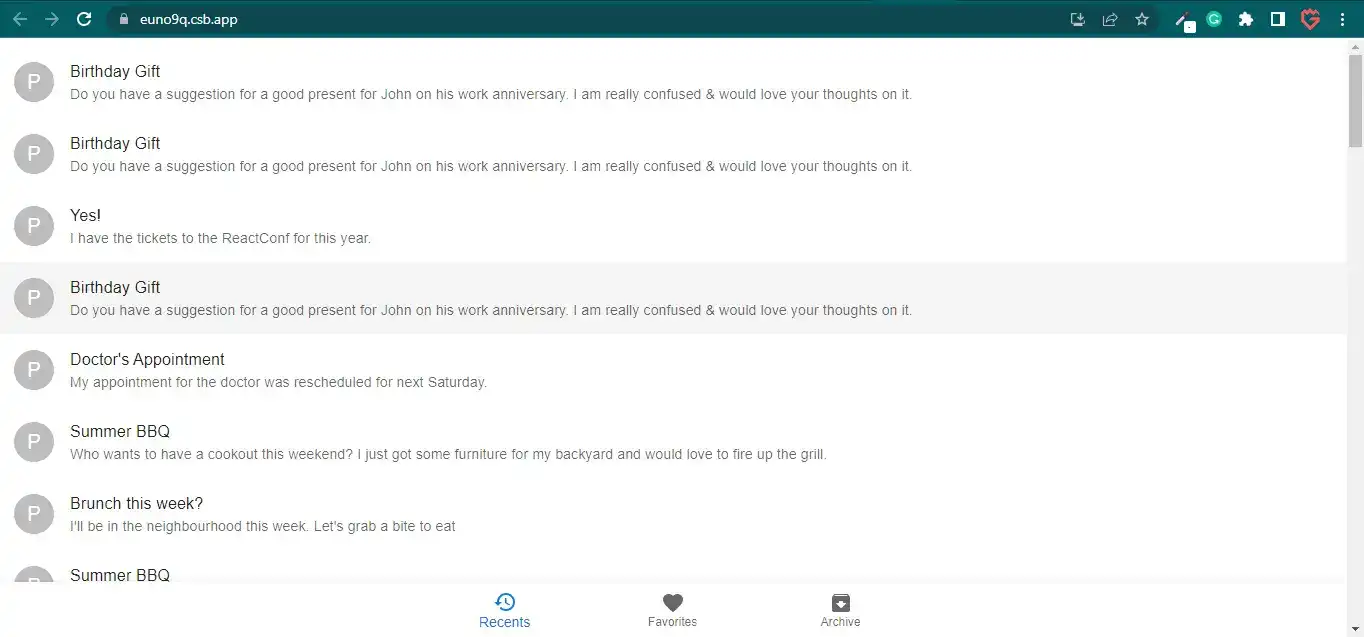 euno9q.csb.app
P
Birthday Gift
Do you have a suggestion for a good present for John on his work anniversary. I am really confused & would love your thoughts on it.
P
Birthday Gift
Do you have a suggestion for a good present for John on his work anniversary. I am really confused & would love your thoughts on it.
P
Yes!
I have the tickets to the ReactConf for this year.
P
Birthday Gift
Do you have a suggestion for a good present for John on his work anniversary. I am really confused & would love your thoughts on it.
P
Doctor's Appointment
My appointment for the doctor was rescheduled for next Saturday.
P
Summer BBQ
Who wants to have a cookout this weekend? I just got some furniture for my backyard and would love to fire up the grill.
P
Brunch this week?
I'll be in the neighbourhood this week. Let's grab a bite to eat
P
Summer BBQ
Recents
Favorites
Archive